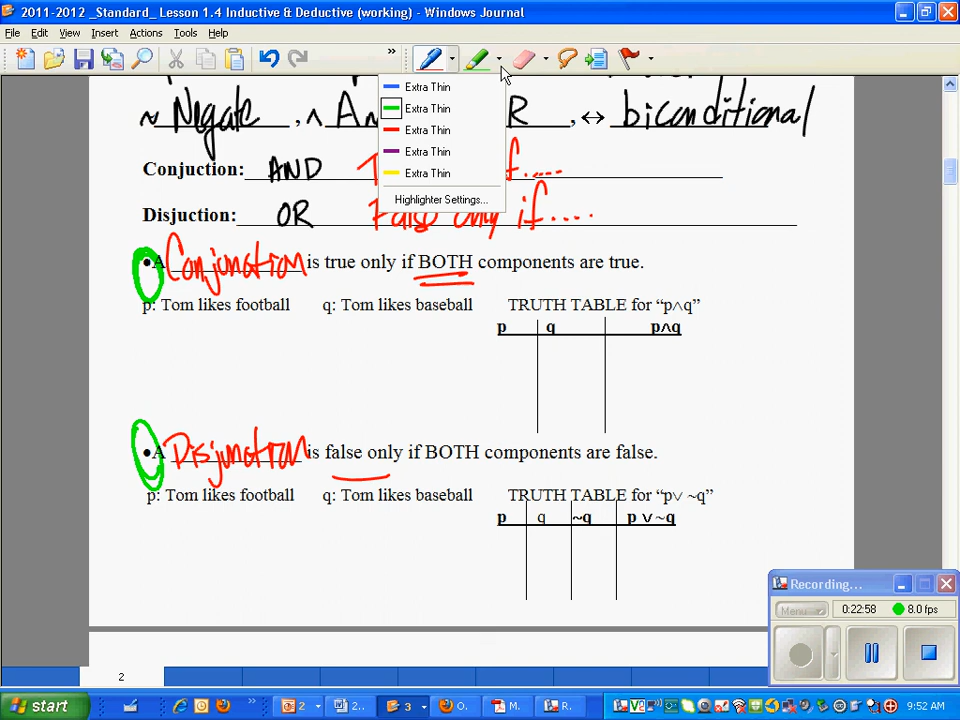 2011-2012 _Standard_ Lesson 1.4 Inductive & Deductive (working) - Windows Journal
File Edit View Insert Actions Tools Help
»
Extra Thin
Extra Thin
Extra Thin
Extra Thin
Extra Thin
Highlighter Settings...
~ Negate , ∧ A R , ↔ biconditional
Conjuction: AND T f.....
Disjuction: OR False only if .....
•A Conjunction is true only if BOTH components are true.
p: Tom likes football q: Tom likes baseball TRUTH TABLE for “p∧q”
p q p∧q
•A Disjunction is false only if BOTH components are false.
p: Tom likes football q: Tom likes baseball TRUTH TABLE for “p∨ ~q”
p q ~q p ∨ ~q
Recording...
Menu 0:22:58 8.0 fps
2
start » 2 2.. 3 O. M. R. 9:52 AM